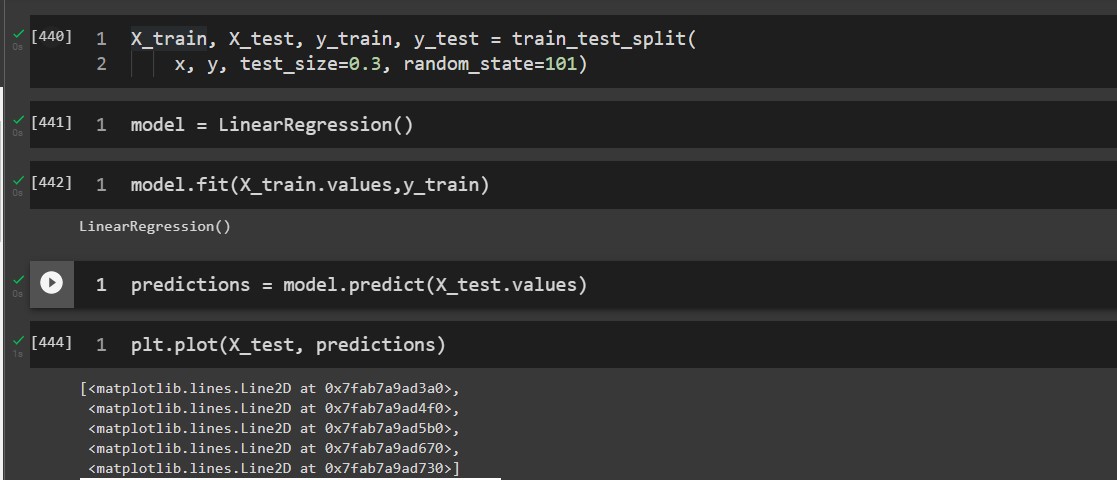 [440] 1 X_train, X_test, y_train, y_test = train_test_split(
2 x, y, test_size=0.3, random_state=101)
0s
[441] 1 model = LinearRegression()
0s
[442] 1 model.fit(X_train.values,y_train)
0s
LinearRegression()
1 predictions = model.predict(X_test.values)
0s
[444] 1 plt.plot(X_test, predictions)
1s
[<matplotlib.lines.Line2D at 0x7fab7a9ad3a0>,
<matplotlib.lines.Line2D at 0x7fab7a9ad4f0>,
<matplotlib.lines.Line2D at 0x7fab7a9ad5b0>,
<matplotlib.lines.Line2D at 0x7fab7a9ad670>,
<matplotlib.lines.Line2D at 0x7fab7a9ad730>]